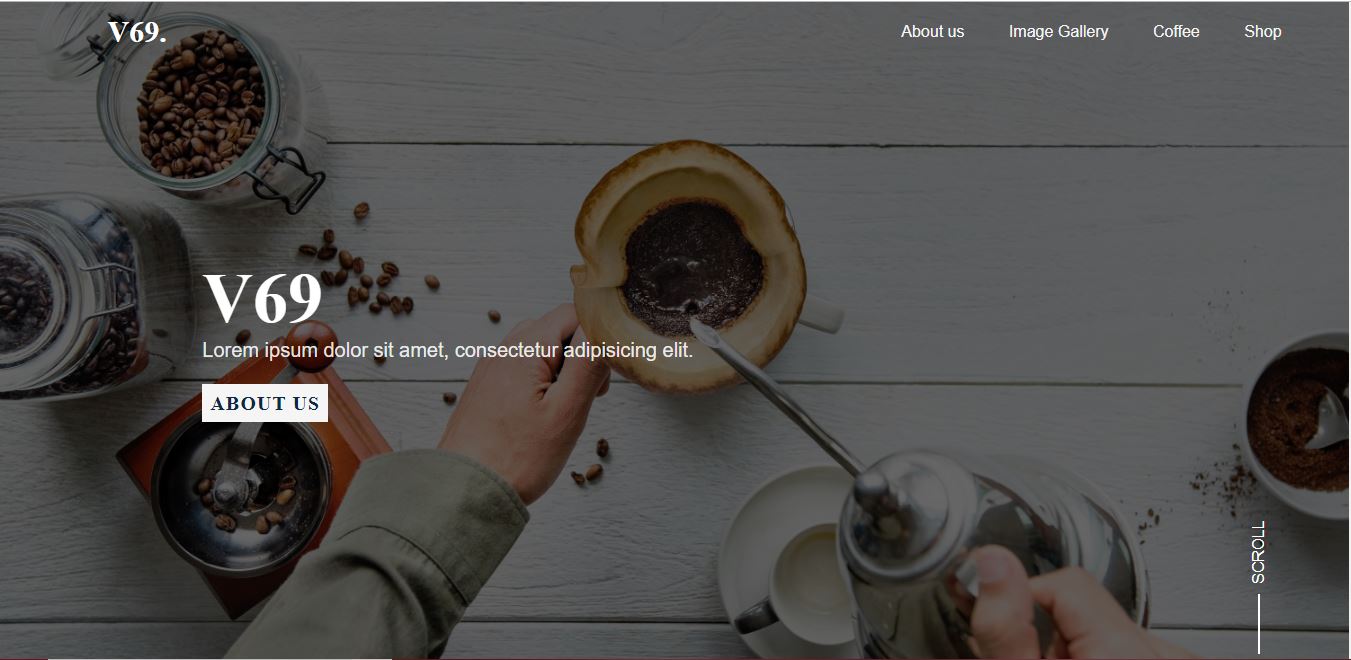 V69.
About us
Image Gallery
Coffee
Shop
V69
Lorem ipsum dolor sit amet, consectetur adipisicing elit.
ABOUT US
SCROLL